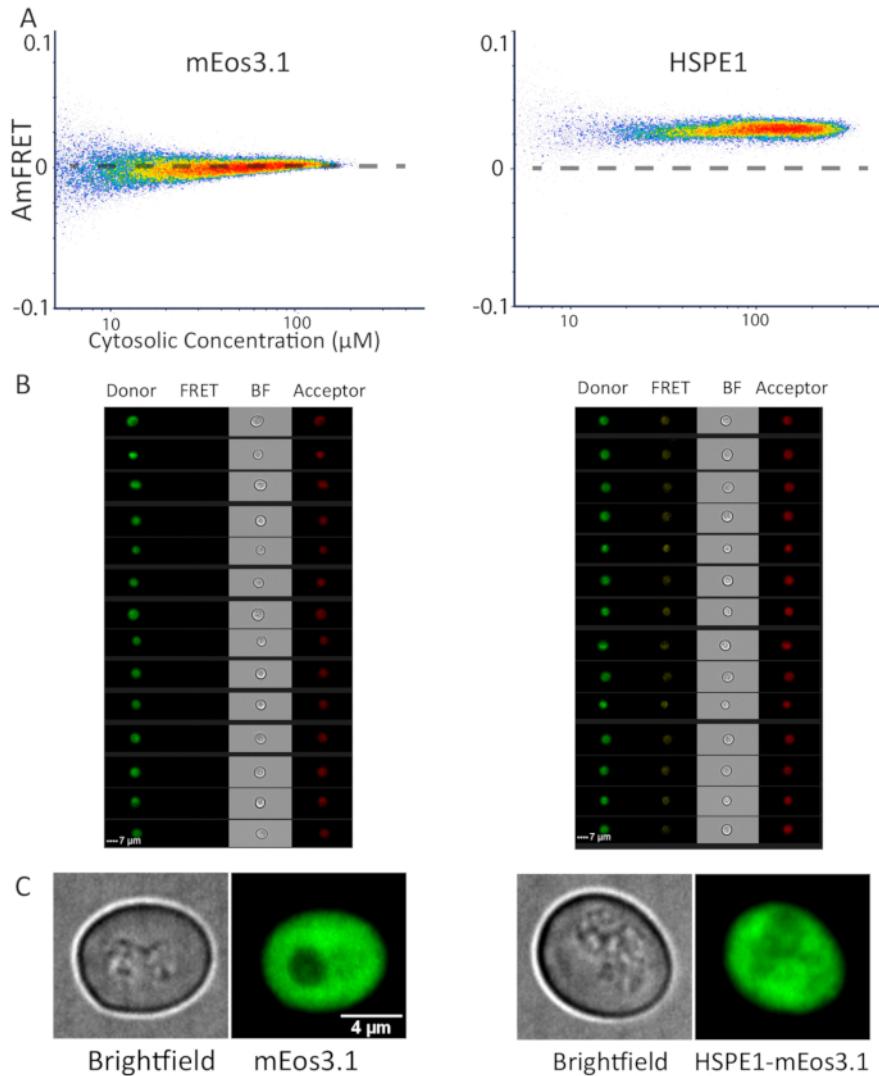 A
0.1
mEos3.1
AmFRET
0
-0.1
10
100
Cytosolic Concentration (µM)
0.1
HSPE1
0
-0.1
10
100
B
Donor FRET BF Acceptor
7 µm
Donor FRET BF Acceptor
7 µm
C
4 µm
Brightfield mEos3.1
Brightfield HSPE1-mEos3.1